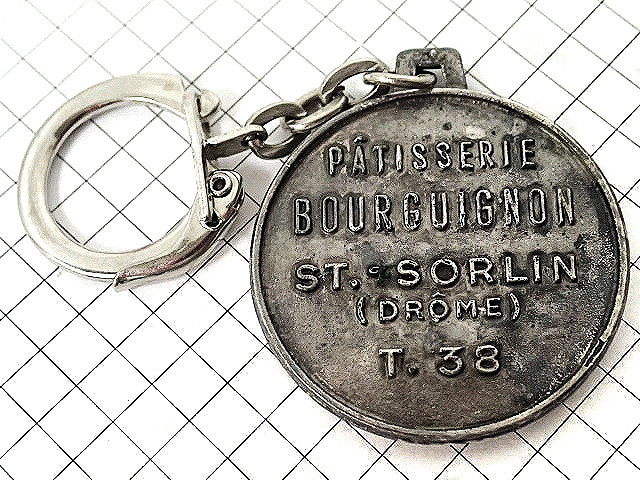 PÂTISSERIE
BOURGUIGNON
ST. SORLIN
(DRÔME)
T. 38